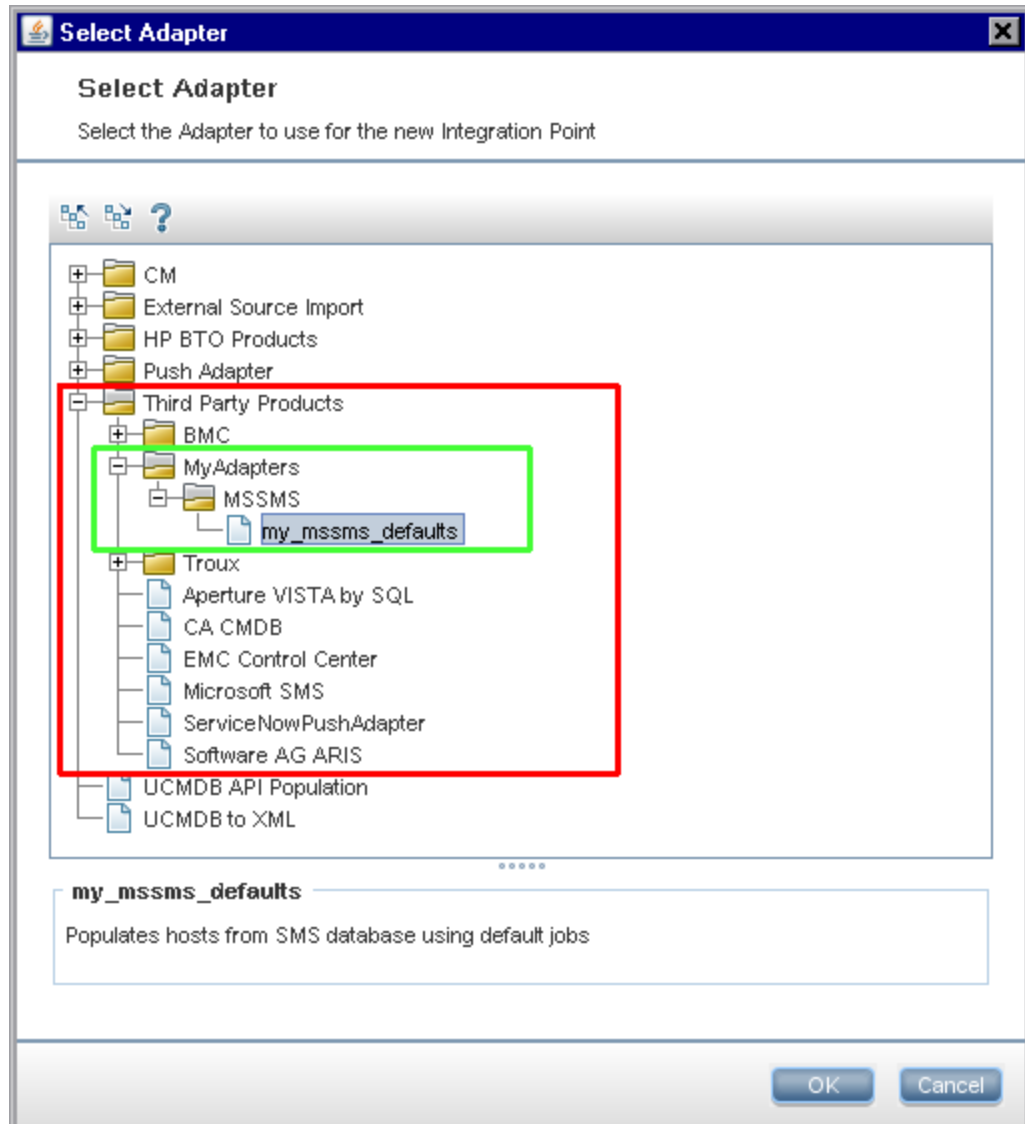 Select Adapter
Select Adapter
Select the Adapter to use for the new Integration Point
?
CM
External Source Import
HP BTO Products
Push Adapter
Third Party Products
BMC
MyAdapters
MSSMS
my_mssms_defaults
Troux
Aperture VISTA by SQL
CA CMDB
EMC Control Center
Microsoft SMS
ServiceNowPushAdapter
Software AG ARIS
UCMDB API Population
UCMDB to XML
my_mssms_defaults
Populates hosts from SMS database using default jobs
OK Cancel